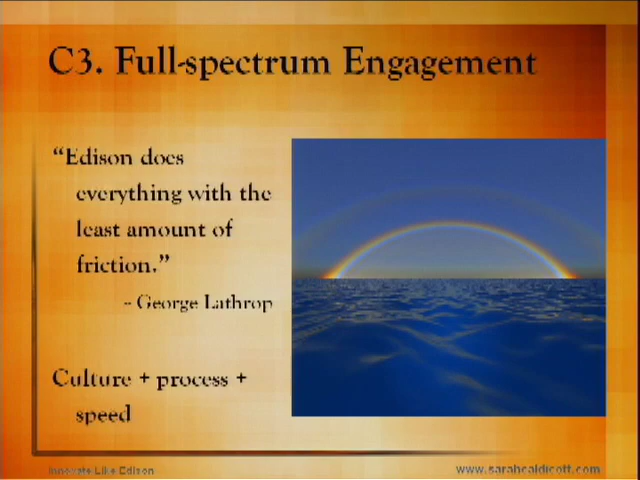 C3. Full-spectrum Engagement
“Edison does
everything with the
least amount of
friction.”
- George Lathrop
Culture + process +
speed
Innovate Like Edison
www.sarahcaldicott.com